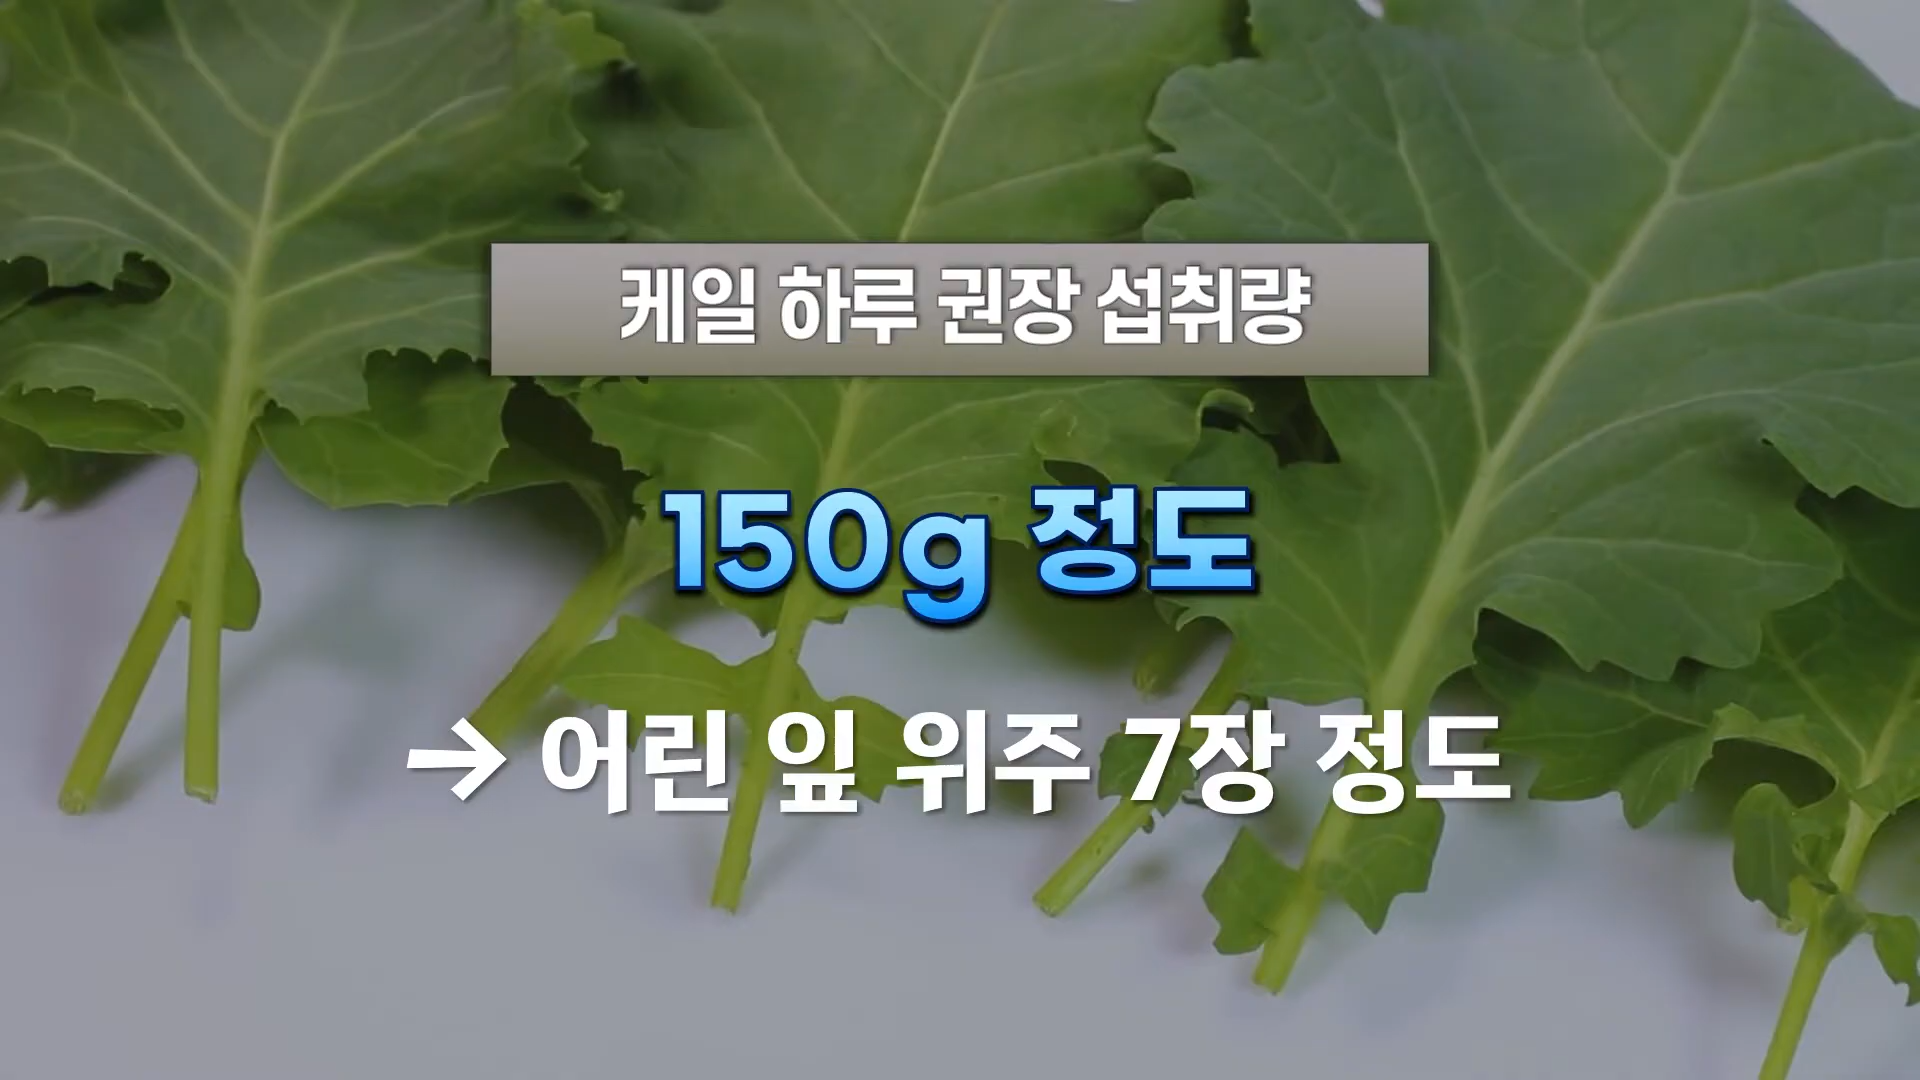 케일 하루 권장 섭취량
150g 정도
→ 어린 잎 위주 7장 정도